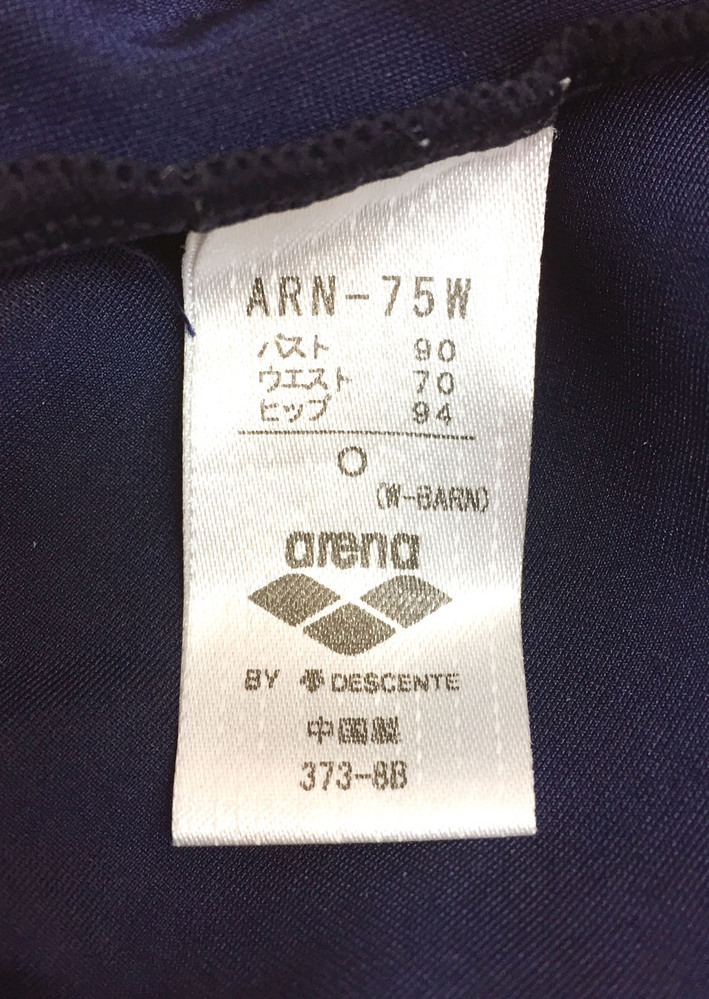 ARN-75W
バスト 90
ウエスト 70
ヒップ 94
O
(W-BARN)
arena
BY DESCENTE
中国製
373-8B